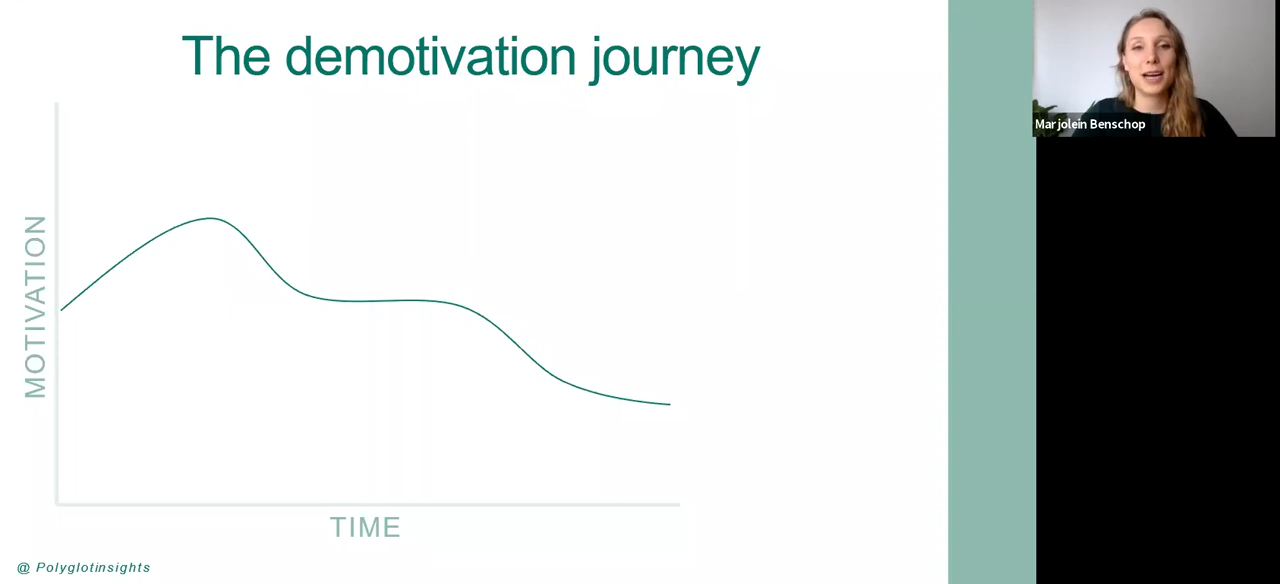 The demotivation journey
Marjolein Benschop
MOTIVATION
TIME
@ Polyglotinsights